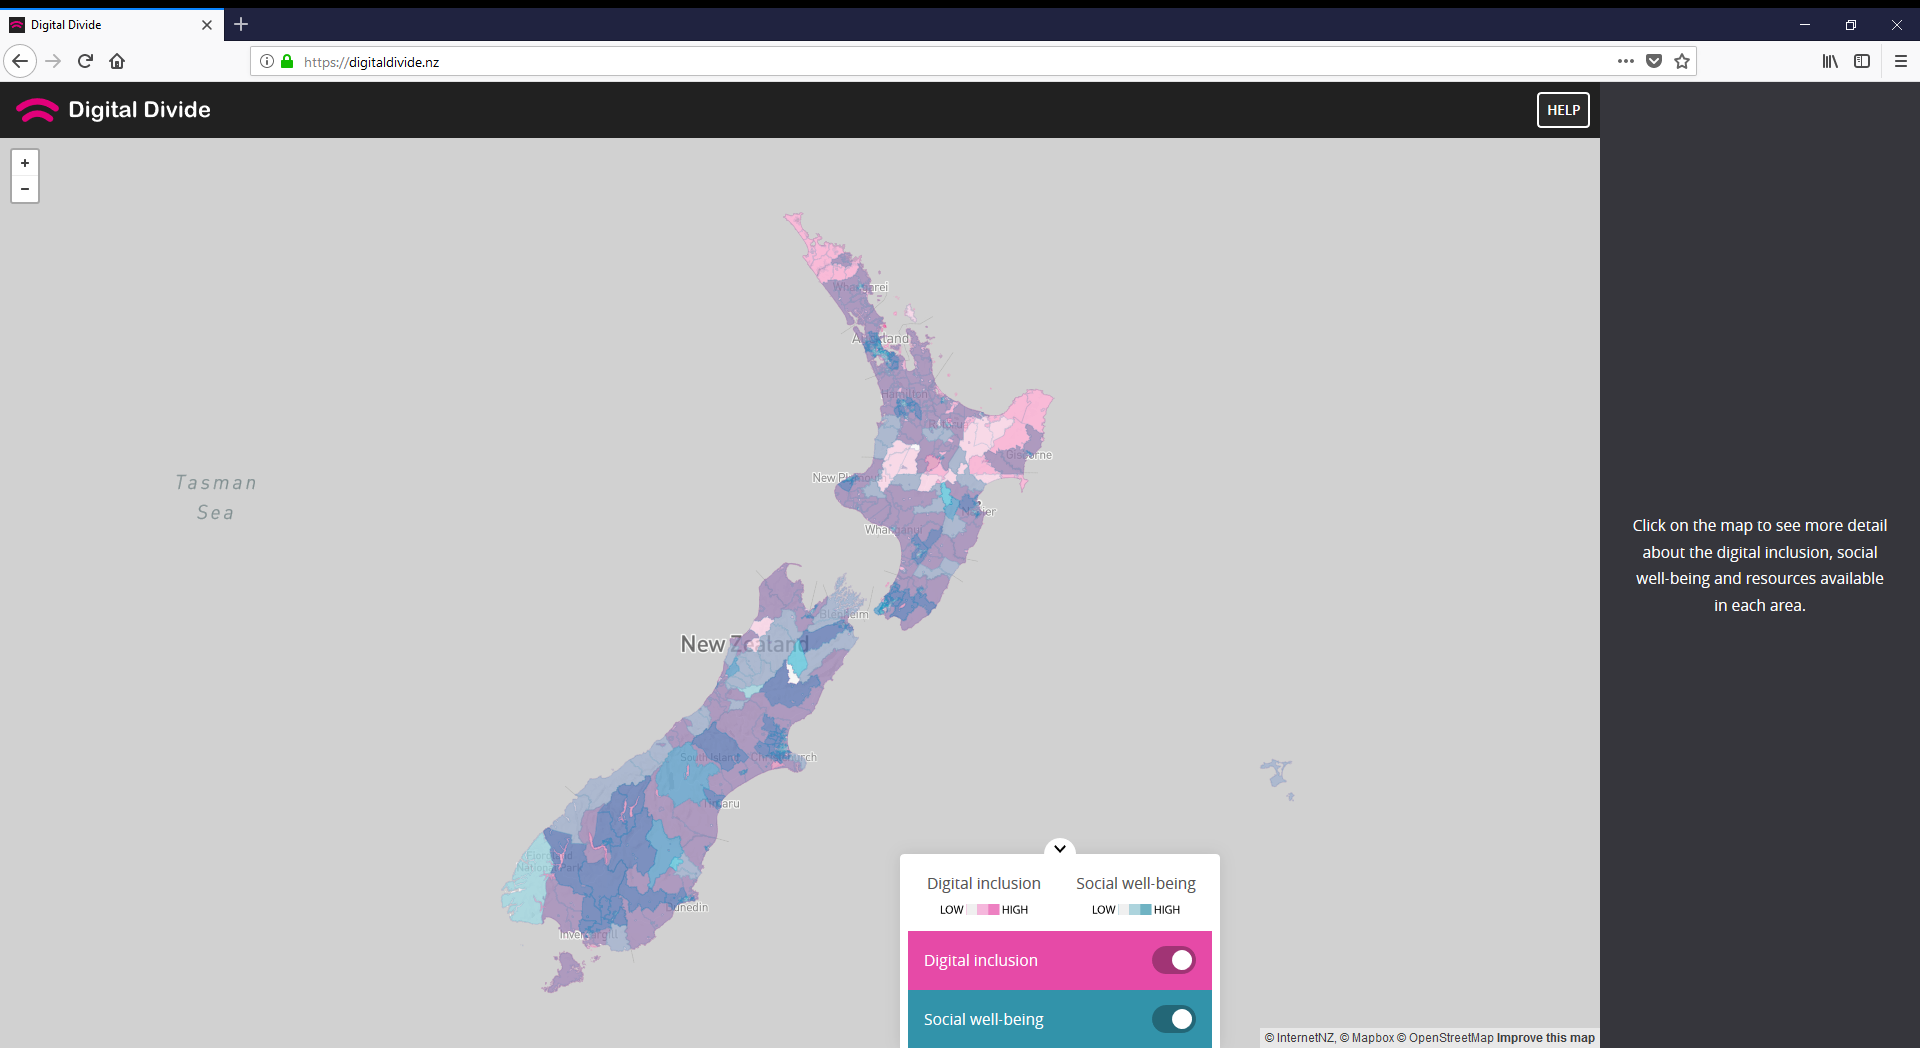 Digital Divide
https://digitaldivide.nz
Digital Divide
HELP
+
−
Whangarei
Auckland
Hamilton
Rotorua
Gisborne
New Plymouth
Napier
Whanganui
Tasman
Sea
Blenheim
New Zealand
South Island
Christchurch
Timaru
Fiordland
National Park
Dunedin
Invercargill
Click on the map to see more detail
about the digital inclusion, social
well-being and resources available
in each area.
Digital inclusion
LOW HIGH
Social well-being
LOW HIGH
Digital inclusion
Social well-being
© InternetNZ, © Mapbox © OpenStreetMap Improve this map